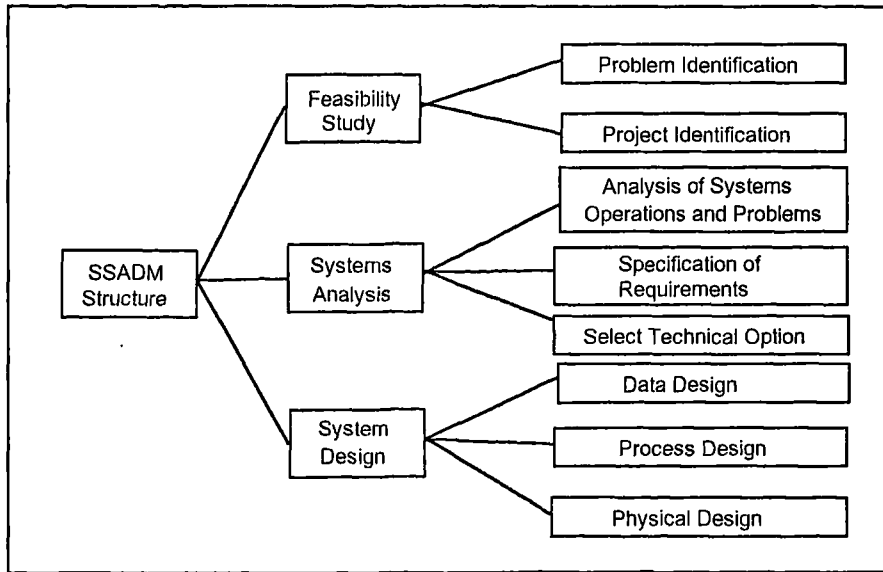 SSADM
Structure
Feasibility
Study
Problem Identification
Project Identification
Systems
Analysis
Analysis of Systems
Operations and Problems
Specification of
Requirements
Select Technical Option
System
Design
Data Design
Process Design
Physical Design